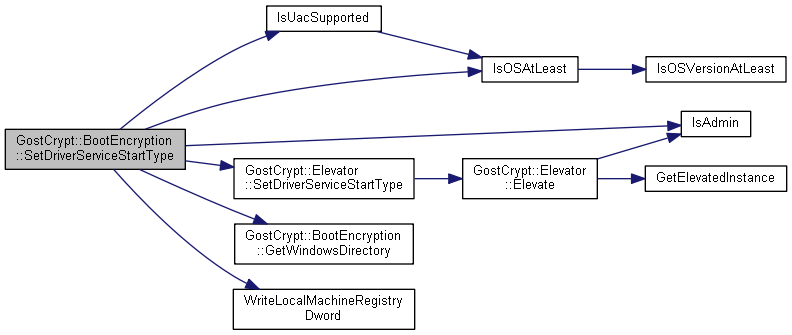 IsUacSupported
IsOSAtLeast
IsOSVersionAtLeast
IsAdmin
GostCrypt::BootEncryption
::SetDriverServiceStartType
GostCrypt::Elevator
::SetDriverServiceStartType
GostCrypt::Elevator
::Elevate
GetElevatedInstance
GostCrypt::BootEncryption
::GetWindowsDirectory
WriteLocalMachineRegistry
Dword